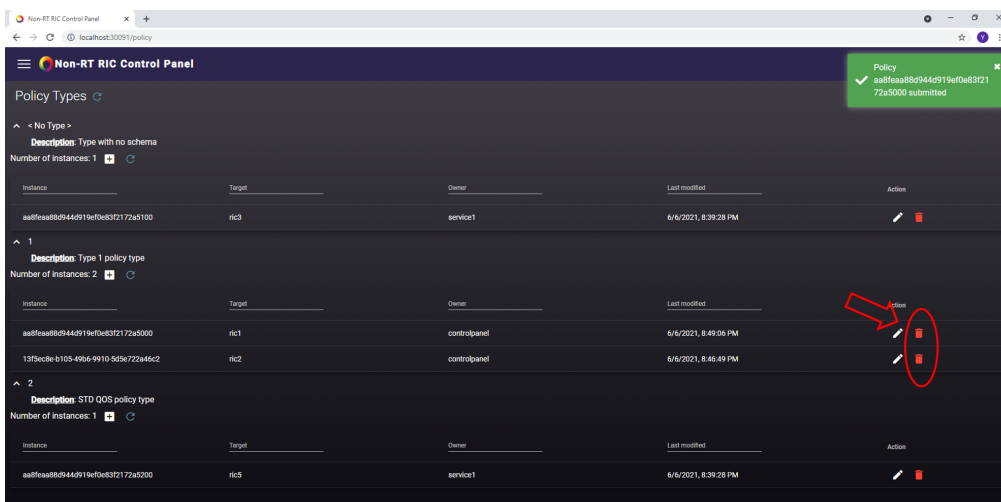 Non-RT RIC Control Panel
localhost:30091/policy
Y
Non-RT RIC Control Panel
Policy
aa8feaa88d944d919ef0e83f21
72a5000 submitted
Policy Types
< No Type >
Description: Type with no schema
Number of instances: 1
Instance Target Owner Last modified Action
aa8feaa88d944d919ef0e83f2172a5100 ric3 service1 6/6/2021, 8:39:28 PM
1
Description: Type 1 policy type
Number of instances: 2
Instance Target Owner Last modified Action
aa8feaa88d944d919ef0e83f2172a5000 ric1 controlpanel 6/6/2021, 8:49:06 PM
13f5ec8e-b105-49b6-9910-5d5e722a46c2 ric2 controlpanel 6/6/2021, 8:46:49 PM
2
Description: STD QOS policy type
Number of instances: 1
Instance Target Owner Last modified Action
aa8feaa88d944d919ef0e83f2172a5200 ric5 service1 6/6/2021, 8:39:28 PM